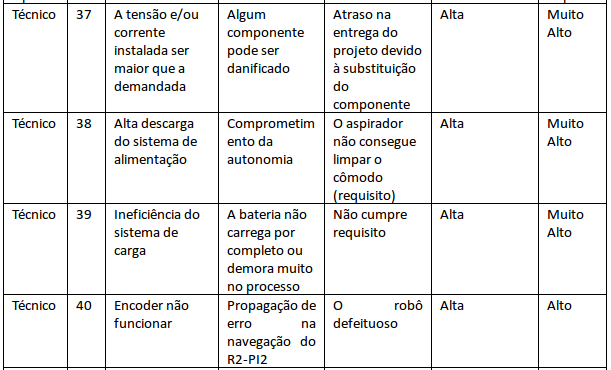 Técnico
37
A tensão e/ou
corrente
instalada ser
maior que a
demandada
Algum
componente
pode ser
danificado
Atraso na
entrega do
projeto devido
à substituição
do
componente
Alta
Muito
Alto
Técnico
38
Alta descarga
do sistema de
alimentação
Comprometim
ento da
autonomia
O aspirador
não consegue
limpar o
cômodo
(requisito)
Alta
Muito
Alto
Técnico
39
Ineficiência do
sistema de
carga
A bateria não
carrega por
completo ou
demora muito
no processo
Não cumpre
requisito
Alta
Muito
Alto
Técnico
40
Encoder não
funcionar
Propagação de
erro na
navegação do
R2-PI2
O robô
defeituoso
Alta
Alto